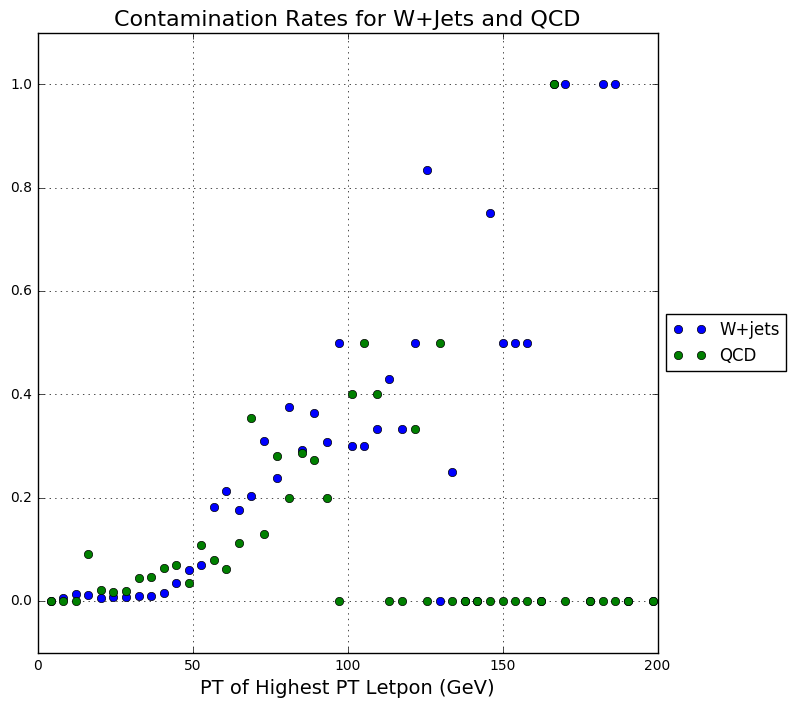 Contamination Rates for W+Jets and QCD
1.0
0.8
0.6
0.4
0.2
0.0
0
50
100
150
200
PT of Highest PT Letpon (GeV)
W+jets
QCD